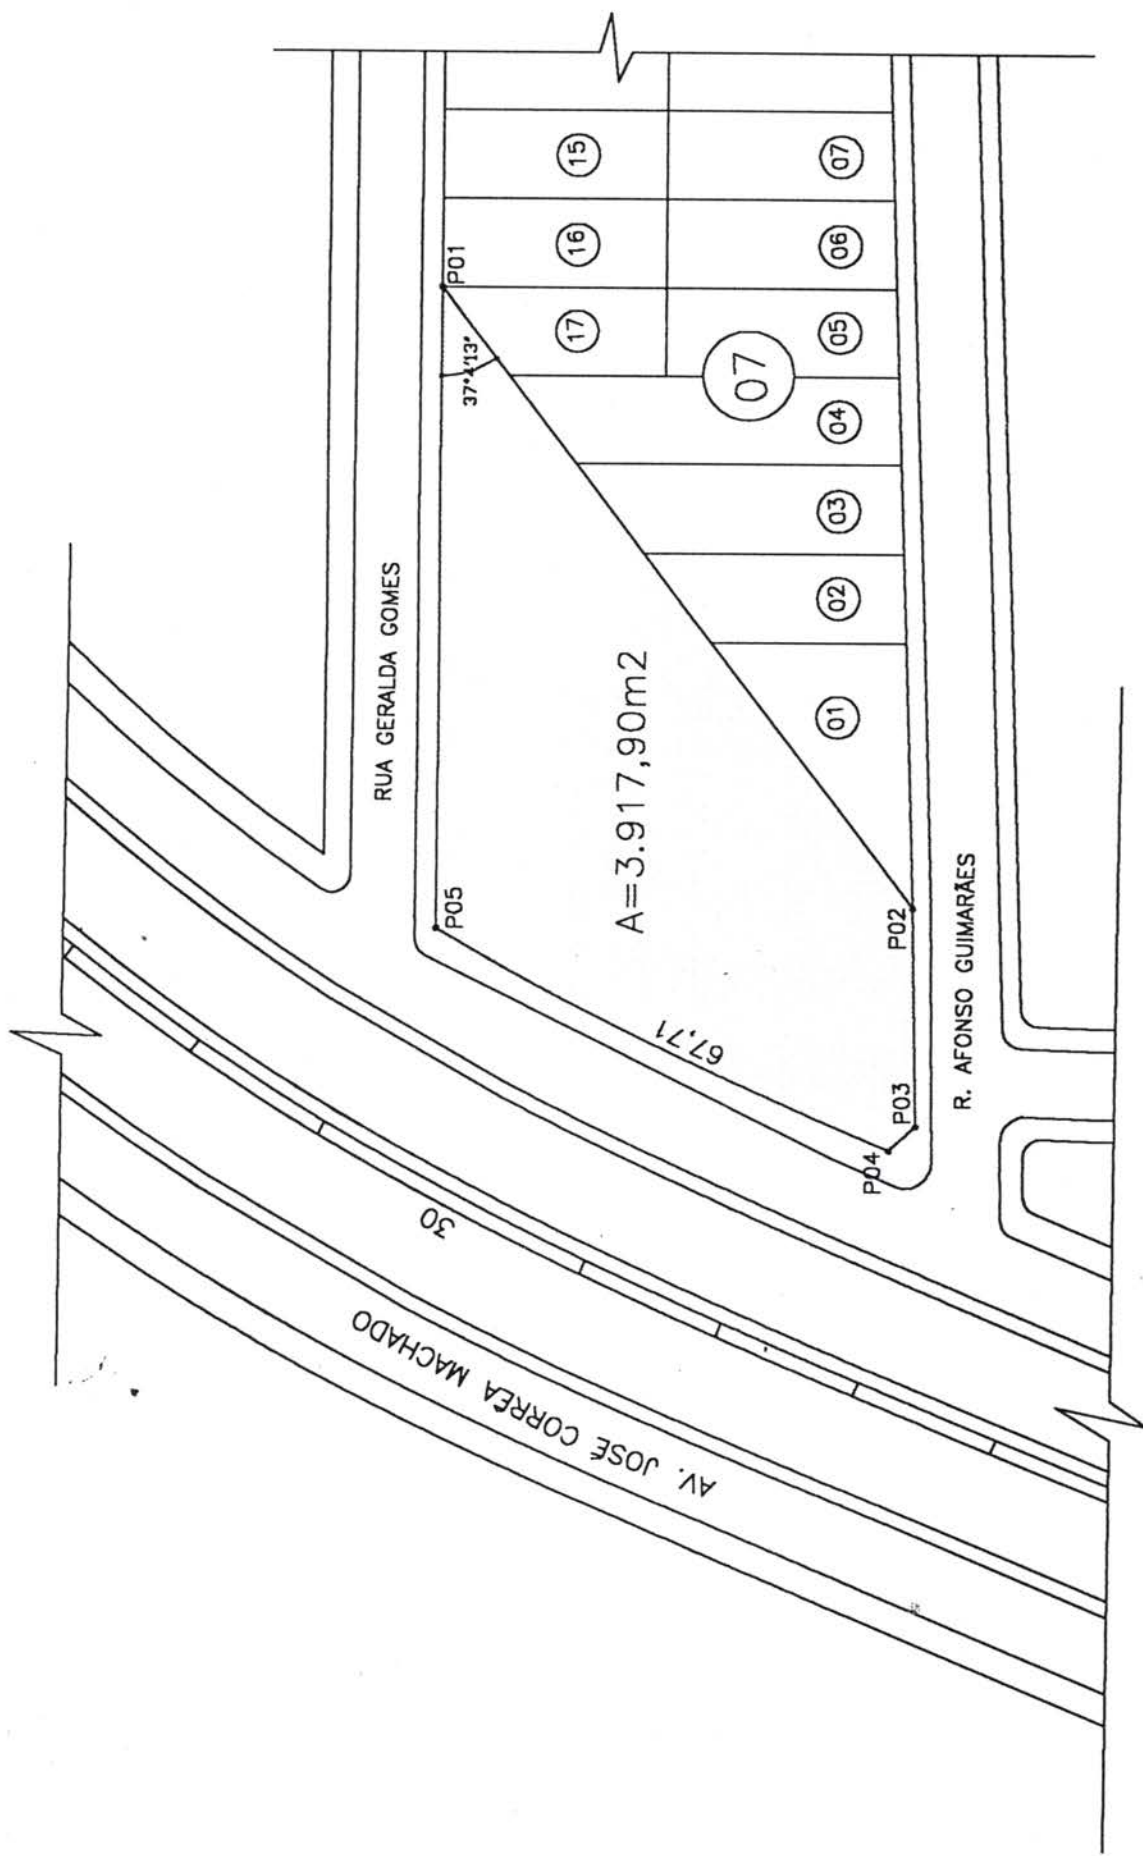 RUA GERALDA GOMES
P01
37°4'13"
15
16
17
07
07
06
05
04
03
02
01
A=3.917,90m2
P05
P02
P03
P04
67,71
R. AFONSO GUIMARÃES
30
AV. JOSÉ CORRÊA MACHADO